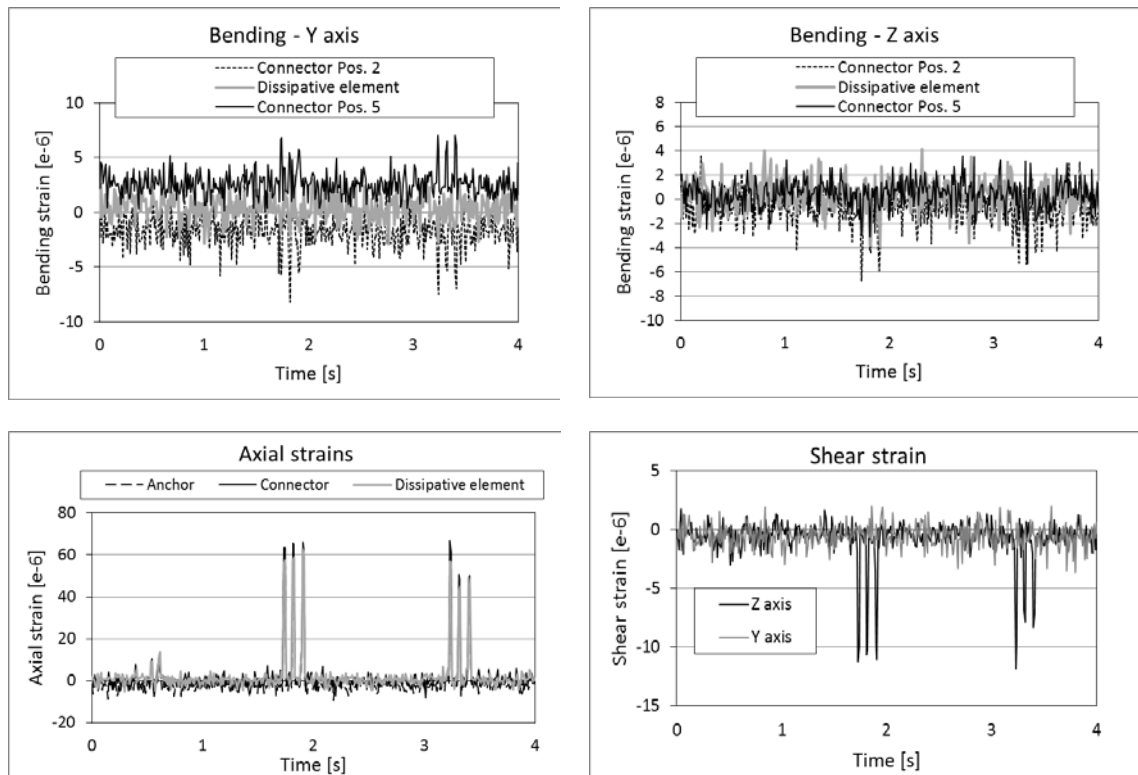 Bending - Y axis
Connector Pos. 2
Dissipative element
Connector Pos. 5
Bending strain [e-6]
10
5
0
-5
-10
0 1 2 3 4
Time [s]
Bending - Z axis
Connector Pos. 2
Dissipative element
Connector Pos. 5
Bending strain [e-6]
8
6
4
2
0
-2
-4
-6
-8
-10
0 1 2 3 4
Time [s]
Axial strains
Anchor Connector Dissipative element
Axial strain [e-6]
80
60
40
20
0
-20
0 1 2 3 4
Time [s]
Shear strain
Shear strain [e-6]
5
0
-5
-10
-15
Z axis
Y axis
0 1 2 3 4
Time [s]